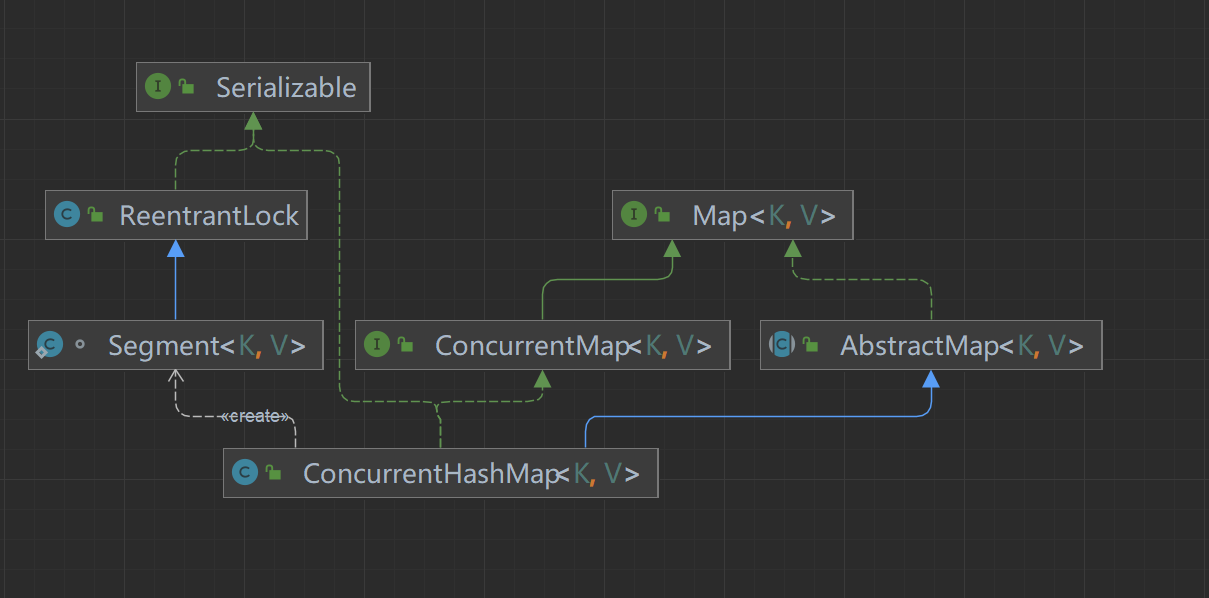 I Serializable
C ReentrantLock
I Map<K, V>
C Segment<K, V>
I ConcurrentMap<K, V>
C AbstractMap<K, V>
«create»
C ConcurrentHashMap<K, V>